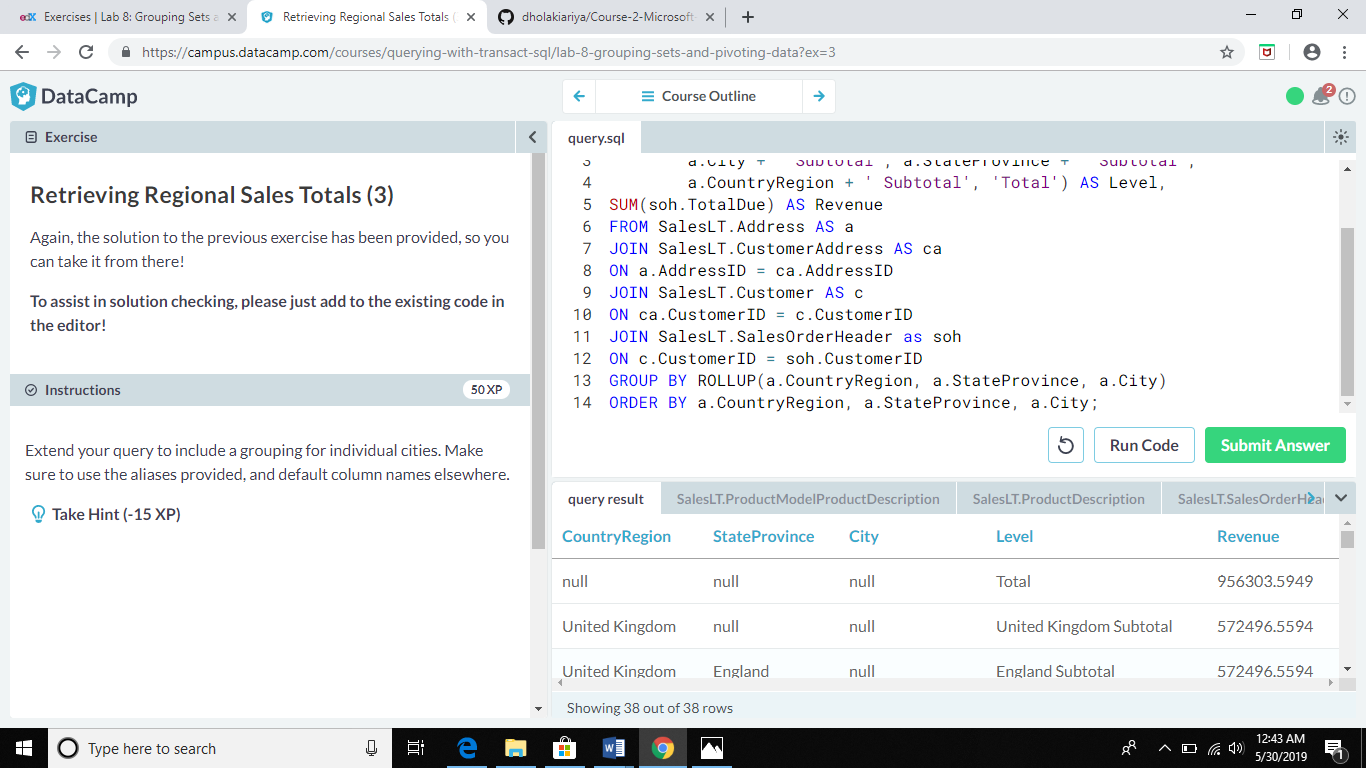 edX Exercises | Lab 8: Grouping Sets a
Retrieving Regional Sales Totals (
dholakiariya/Course-2-Microsoft
https://campus.datacamp.com/courses/querying-with-transact-sql/lab-8-grouping-sets-and-pivoting-data?ex=3
DataCamp
Course Outline
2
Exercise
query.sql
Retrieving Regional Sales Totals (3)
Again, the solution to the previous exercise has been provided, so you
can take it from there!
To assist in solution checking, please just add to the existing code in
the editor!
Instructions
50 XP
Extend your query to include a grouping for individual cities. Make
sure to use the aliases provided, and default column names elsewhere.
Take Hint (-15 XP)
3 a.City + ' Subtotal', a.StateProvince + ' Subtotal',
4 a.CountryRegion + ' Subtotal', 'Total') AS Level,
5 SUM(soh.TotalDue) AS Revenue
6 FROM SalesLT.Address AS a
7 JOIN SalesLT.CustomerAddress AS ca
8 ON a.AddressID = ca.AddressID
9 JOIN SalesLT.Customer AS c
10 ON ca.CustomerID = c.CustomerID
11 JOIN SalesLT.SalesOrderHeader as soh
12 ON c.CustomerID = soh.CustomerID
13 GROUP BY ROLLUP(a.CountryRegion, a.StateProvince, a.City)
14 ORDER BY a.CountryRegion, a.StateProvince, a.City;
Run Code
Submit Answer
query result SalesLT.ProductModelProductDescription SalesLT.ProductDescription SalesLT.SalesOrderHea
CountryRegion StateProvince City Level Revenue
null null null Total 956303.5949
United Kingdom null null United Kingdom Subtotal 572496.5594
United Kingdom England null England Subtotal 572496.5594
Showing 38 out of 38 rows
Type here to search
12:43 AM
5/30/2019
1